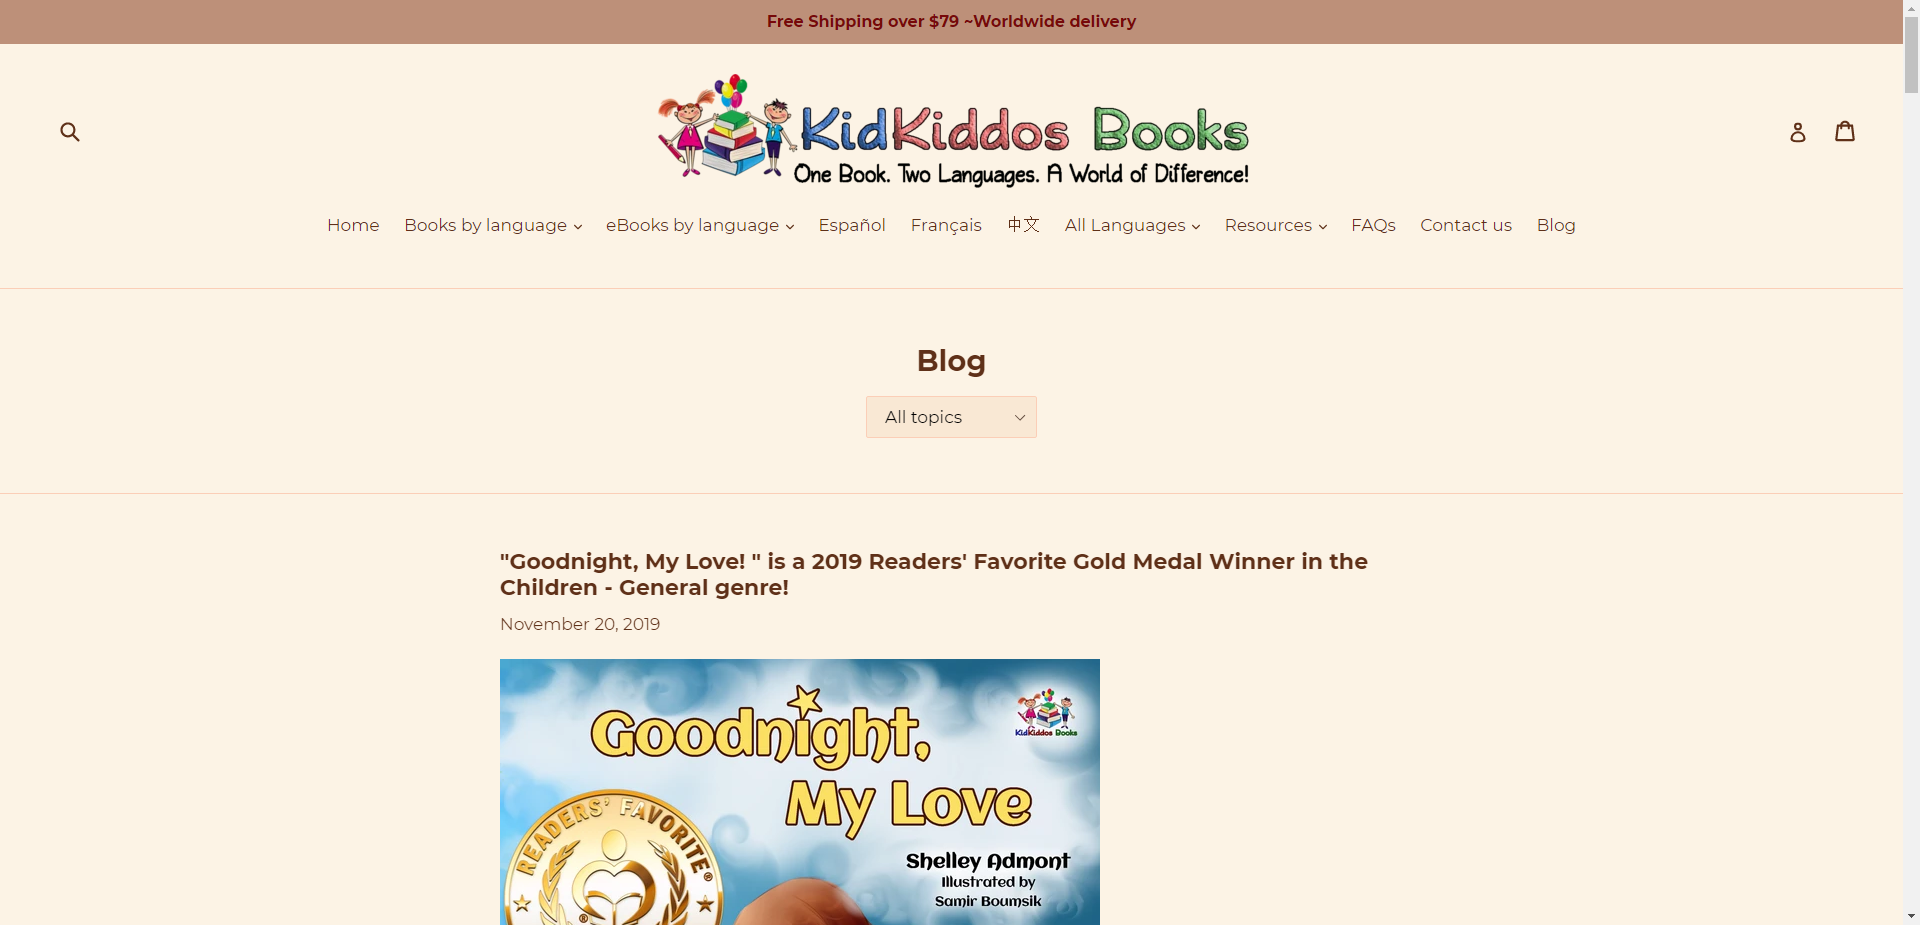 Free Shipping over $79 ~Worldwide delivery
KidKiddos Books
One Book. Two Languages. A World of Difference!
Home Books by language eBooks by language Español Français 中文 All Languages Resources FAQs Contact us Blog
Blog
All topics
"Goodnight, My Love! " is a 2019 Readers' Favorite Gold Medal Winner in the
Children - General genre!
November 20, 2019
KidKiddos Books
Goodnight,
My Love
READERS' FAVORITE®
Shelley Admont
Illustrated by
Samir Boumsik
®